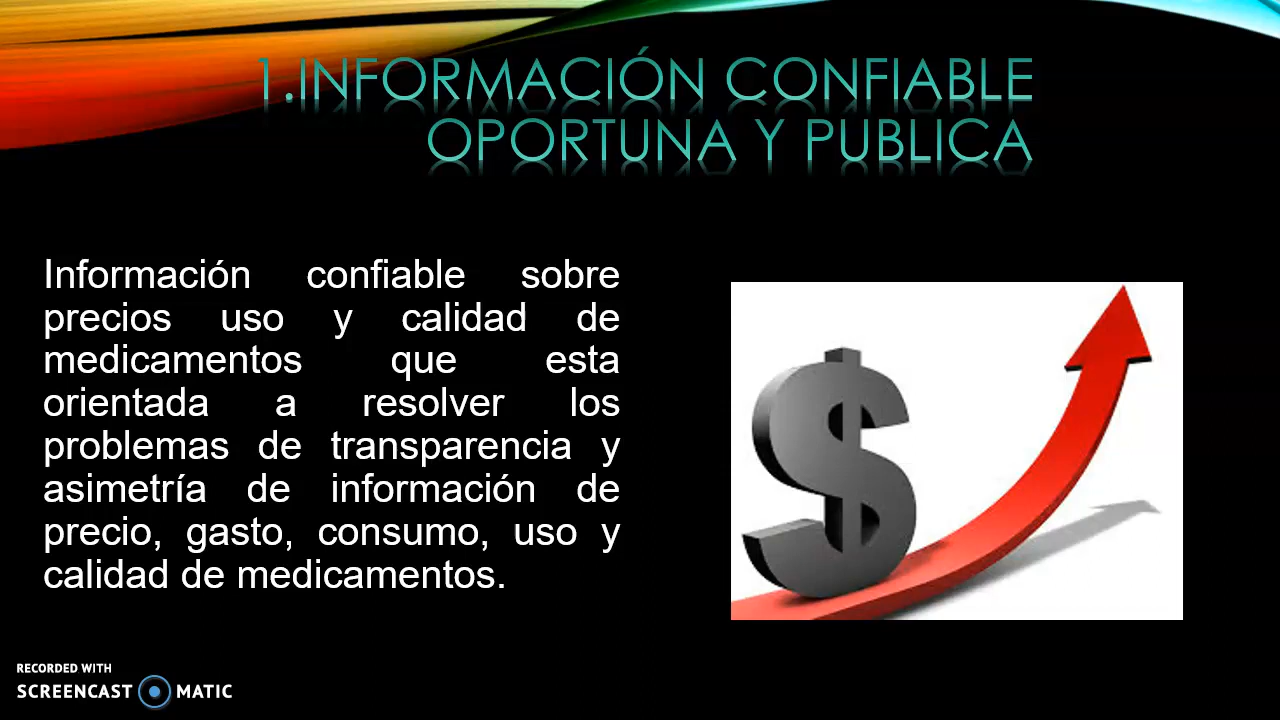 1.INFORMACIÓN CONFIABLE
OPORTUNA Y PUBLICA
Información confiable sobre
precios uso y calidad de
medicamentos que esta
orientada a resolver los
problemas de transparencia y
asimetría de información de
precio, gasto, consumo, uso y
calidad de medicamentos.
RECORDED WITH
SCREENCAST MATIC